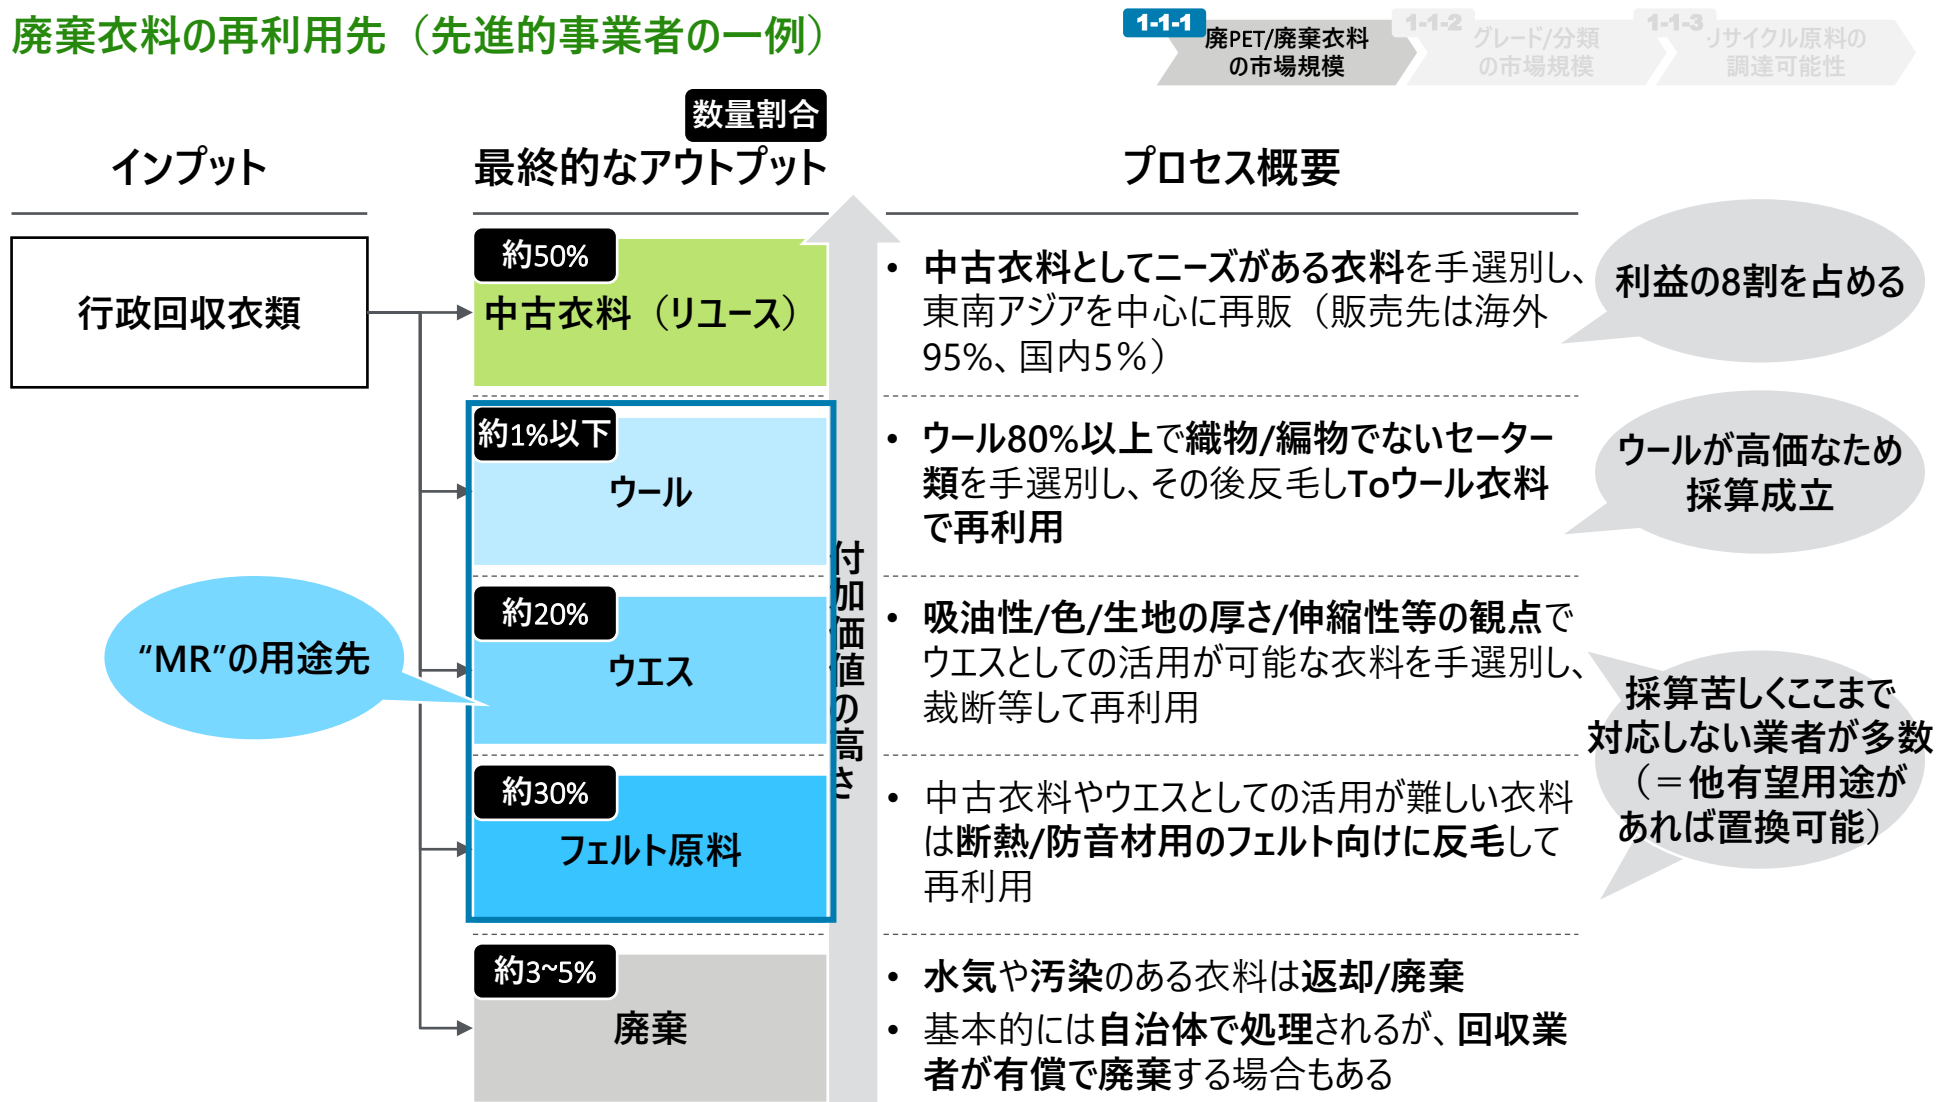 廃棄衣料の再利用先（先進的事業者の一例）
1-1-1
廃PET/廃棄衣料
の市場規模
1-1-2
グレード/分類
の市場規模
1-1-3
リサイクル原料の
調達可能性
数量割合
インプット
最終的なアウトプット
プロセス概要
行政回収衣類
約50%
中古衣料（リユース）
• 中古衣料としてニーズがある衣料を手選別し、
東南アジアを中心に再販（販売先は海外
95%、国内5%）
利益の8割を占める
約1%以下
ウール
• ウール80%以上で織物/編物でないセーター
類を手選別し、その後反毛しToウール衣料
で再利用
ウールが高価なため
採算成立
付加価値の高さ
“MR”の用途先
約20%
ウエス
• 吸油性/色/生地の厚さ/伸縮性等の観点で
ウエスとしての活用が可能な衣料を手選別し、
裁断等して再利用
採算苦しくここまで
対応しない業者が多数
（＝他有望用途が
あれば置換可能）
約30%
フェルト原料
• 中古衣料やウエスとしての活用が難しい衣料
は断熱/防音材用のフェルト向けに反毛して
再利用
約3~5%
廃棄
• 水気や汚染のある衣料は返却/廃棄
• 基本的には自治体で処理されるが、回収業
者が有償で廃棄する場合もある